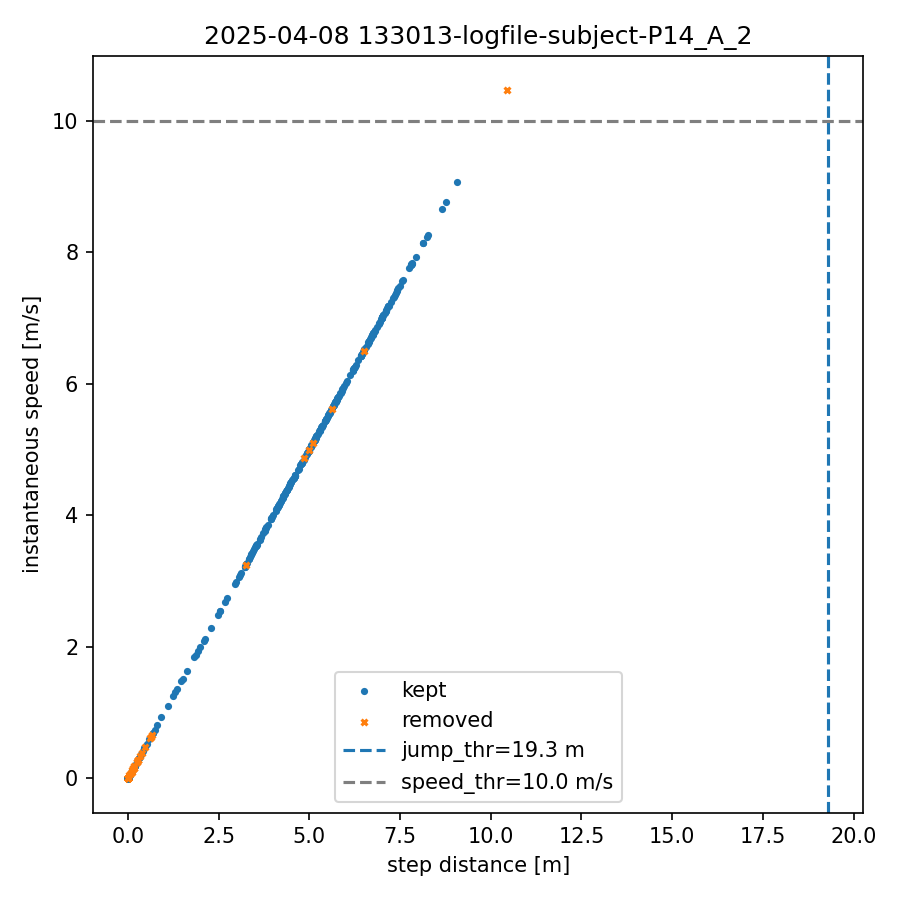 2025-04-08 133013-logfile-subject-P14_A_2
instantaneous speed [m/s]
10
8
6
4
2
0
kept
removed
jump_thr=19.3 m
speed_thr=10.0 m/s
0.0 2.5 5.0 7.5 10.0 12.5 15.0 17.5 20.0
step distance [m]